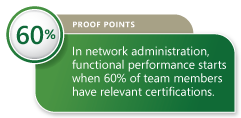 PROOF POINTS
60%
In network administration,
functional performance starts
when 60% of team members
have relevant certifications.